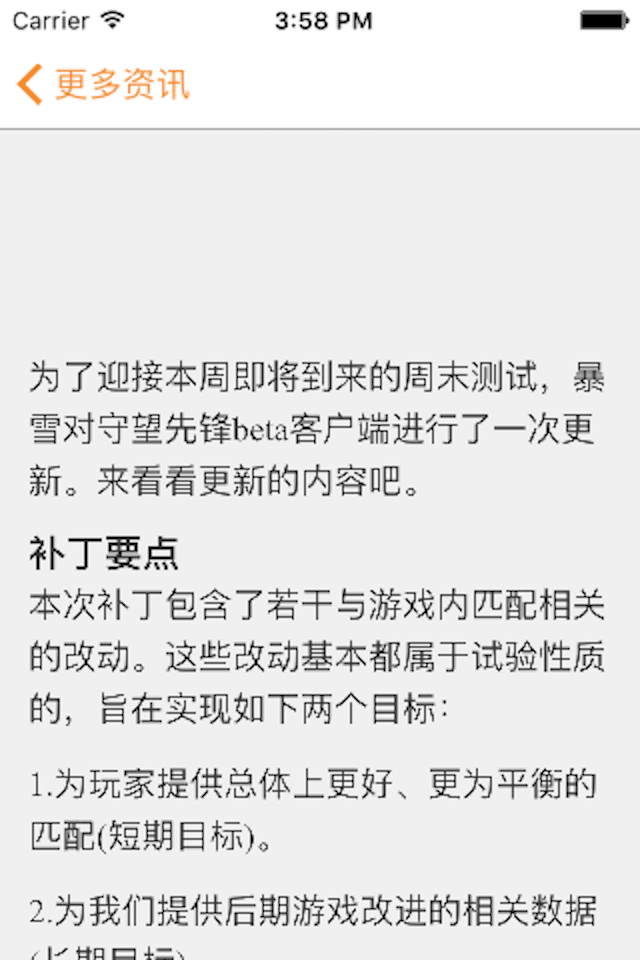 Carrier 3:58 PM
更多资讯
为了迎接本周即将到来的周末测试，暴
雪对守望先锋beta客户端进行了一次更
新。来看看更新的内容吧。
补丁要点
本次补丁包含了若干与游戏内匹配相关
的改动。这些改动基本都属于试验性质
的，旨在实现如下两个目标：
1.为玩家提供总体上更好、更为平衡的
匹配(短期目标)。
2.为我们提供后期游戏改进的相关数据
(长期目标)